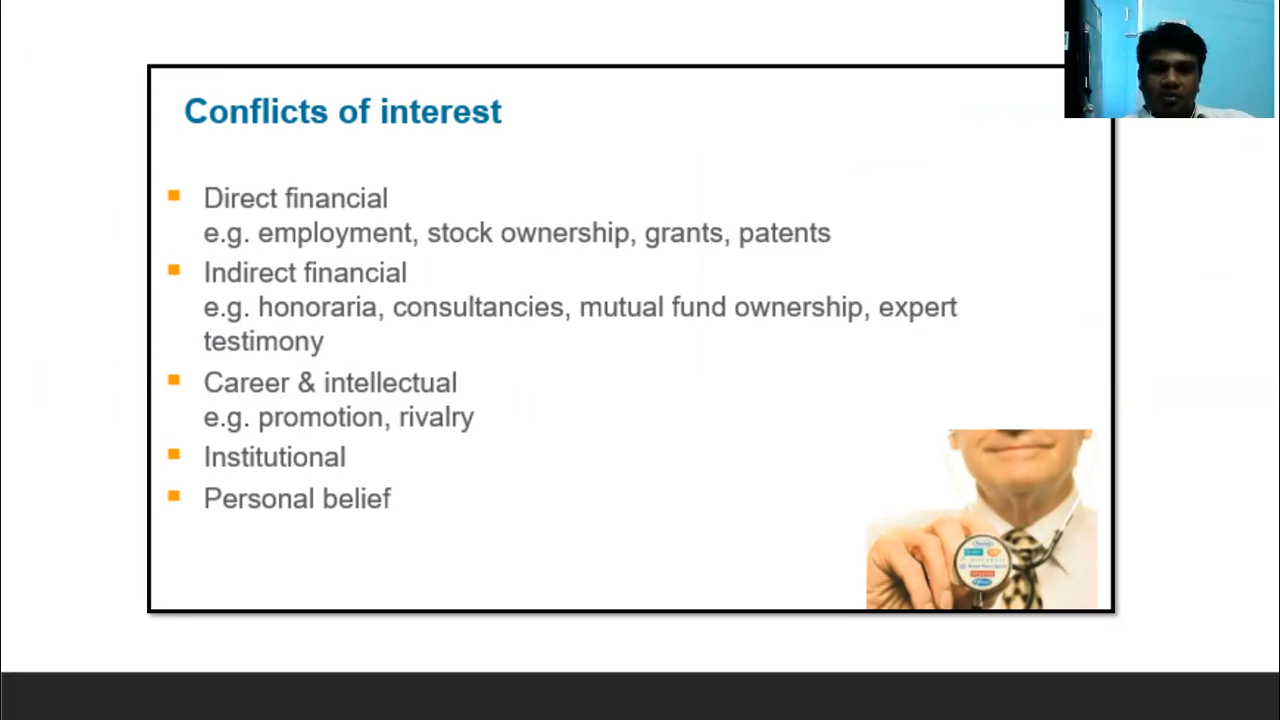 Conflicts of interest
Direct financial
e.g. employment, stock ownership, grants, patents
Indirect financial
e.g. honoraria, consultancies, mutual fund ownership, expert
testimony
Career & intellectual
e.g. promotion, rivalry
Institutional
Personal belief